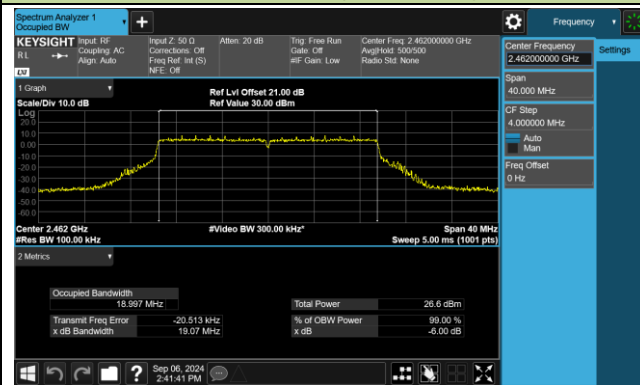 Spectrum Analyzer 1
Occupied BW
Frequency
KEYSIGHT
RL
LXI
Input: RF
Coupling: AC
Align: Auto
Input Z: 50 Ω
Corrections: Off
Freq Ref: Int (S)
NFE: Off
Atten: 20 dB
Trig: Free Run
Gate: Off
#IF Gain: Low
Center Freq: 2.462000000 GHz
Avg|Hold: 500/500
Radio Std: None
Center Frequency
2.462000000 GHz
Settings
Span
40.000 MHz
CF Step
4.000000 MHz
Auto
Man
Freq Offset
0 Hz
1 Graph
Scale/Div 10.0 dB
Ref Lvl Offset 21.00 dB
Ref Value 30.00 dBm
Log
20.0
10.0
0.00
-10.0
-20.0
-30.0
-40.0
-50.0
-60.0
Center 2.462 GHz
#Video BW 300.00 kHz*
Span 40 MHz
#Res BW 100.00 kHz
Sweep 5.00 ms (1001 pts)
2 Metrics
Occupied Bandwidth
18.997 MHz
Total Power 26.6 dBm
Transmit Freq Error -20.513 kHz
% of OBW Power 99.00 %
x dB Bandwidth 19.07 MHz
x dB -6.00 dB
?
Sep 06, 2024
2:41:41 PM